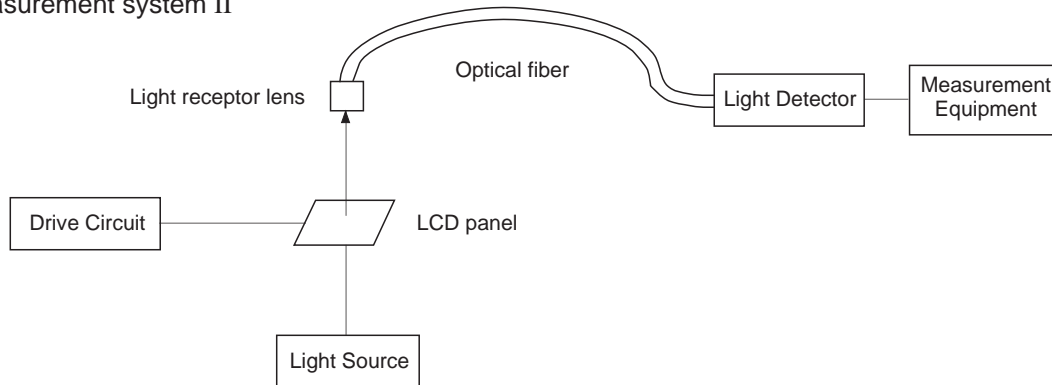 asurement system II
Optical fiber
Light receptor lens
Light Detector
Measurement
Equipment
Drive Circuit
LCD panel
Light Source